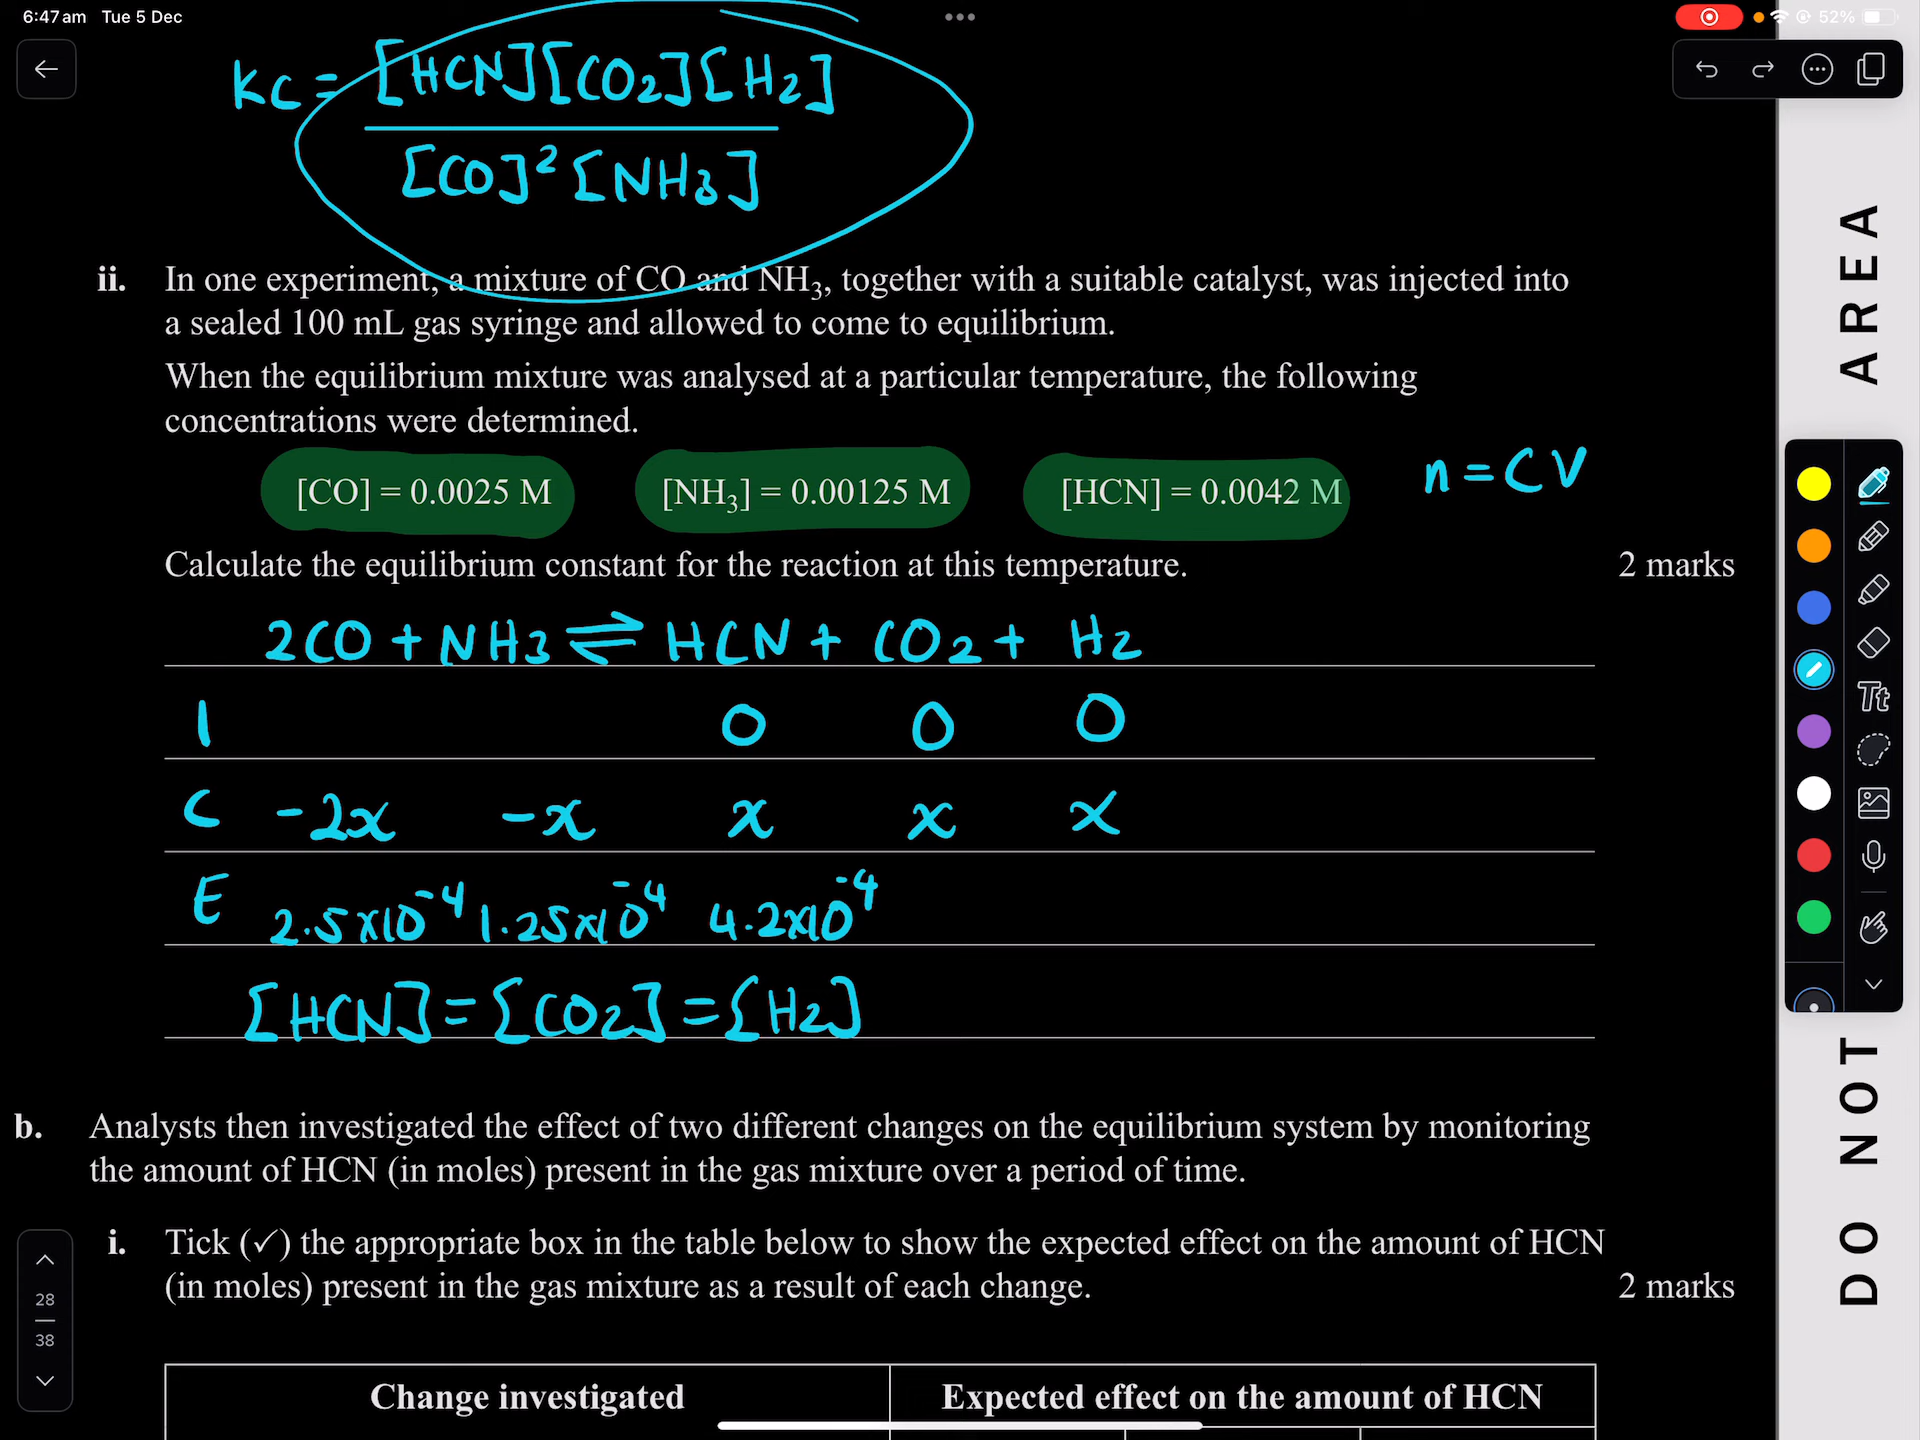 6:47am Tue 5 Dec
52%
Kc = [HCN][CO2][H2]
[CO]² [NH3]
ii. In one experiment, a mixture of CO and NH₃, together with a suitable catalyst, was injected into
a sealed 100 mL gas syringe and allowed to come to equilibrium.
When the equilibrium mixture was analysed at a particular temperature, the following
concentrations were determined.
[CO] = 0.0025 M [NH₃] = 0.00125 M [HCN] = 0.0042 M n = CV
Calculate the equilibrium constant for the reaction at this temperature. 2 marks
2CO + NH3 ⇌ HCN + CO2 + H2
I 0 0 0
C -2x -x x x x
E 2.5x10⁻⁴ 1.25x10⁻⁴ 4.2x10⁻⁴
[HCN] = [CO2] = [H2]
b. Analysts then investigated the effect of two different changes on the equilibrium system by monitoring
the amount of HCN (in moles) present in the gas mixture over a period of time.
i. Tick (✓) the appropriate box in the table below to show the expected effect on the amount of HCN
(in moles) present in the gas mixture as a result of each change. 2 marks
Change investigated Expected effect on the amount of HCN
28
38
Tt
DO NOT
AREA